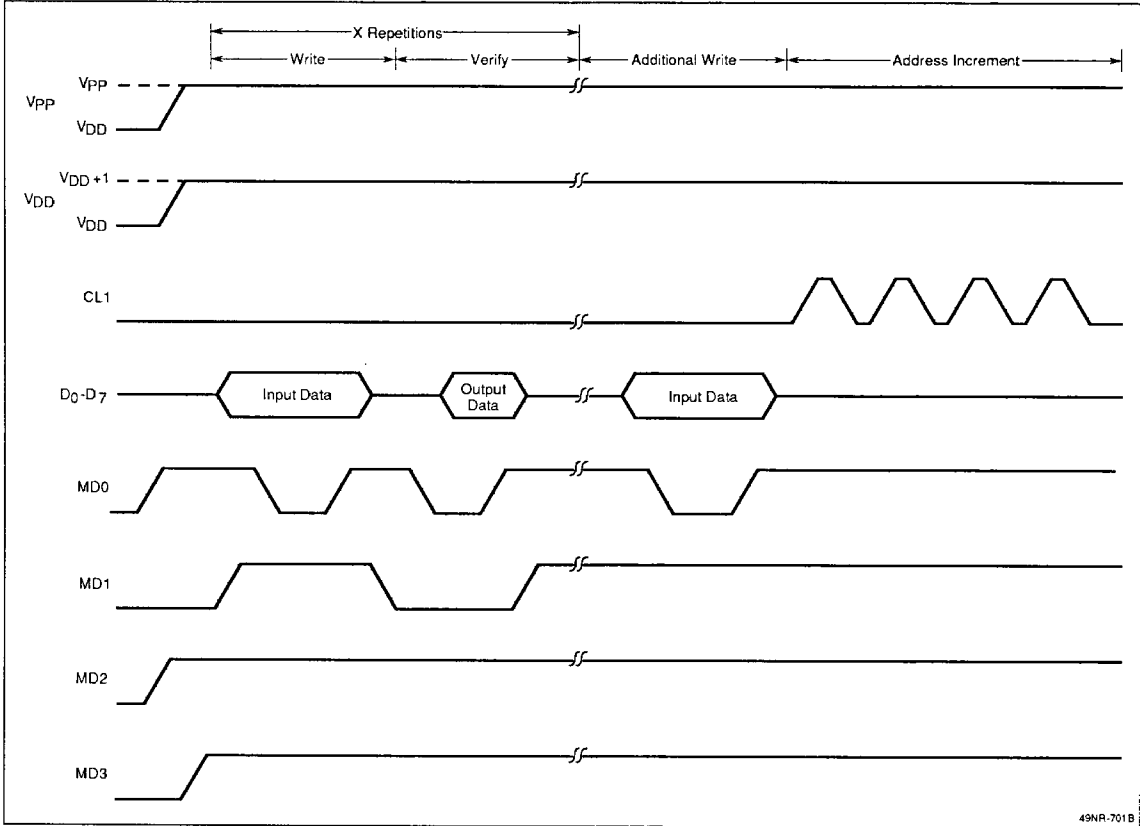 X Repetitions
Write Verify Additional Write Address Increment
VPP
VPP
VDD
VDD +1
VDD
VDD
CL1
D0-D7 Input Data Output Data Input Data
MD0
MD1
MD2
MD3
49NR-701B